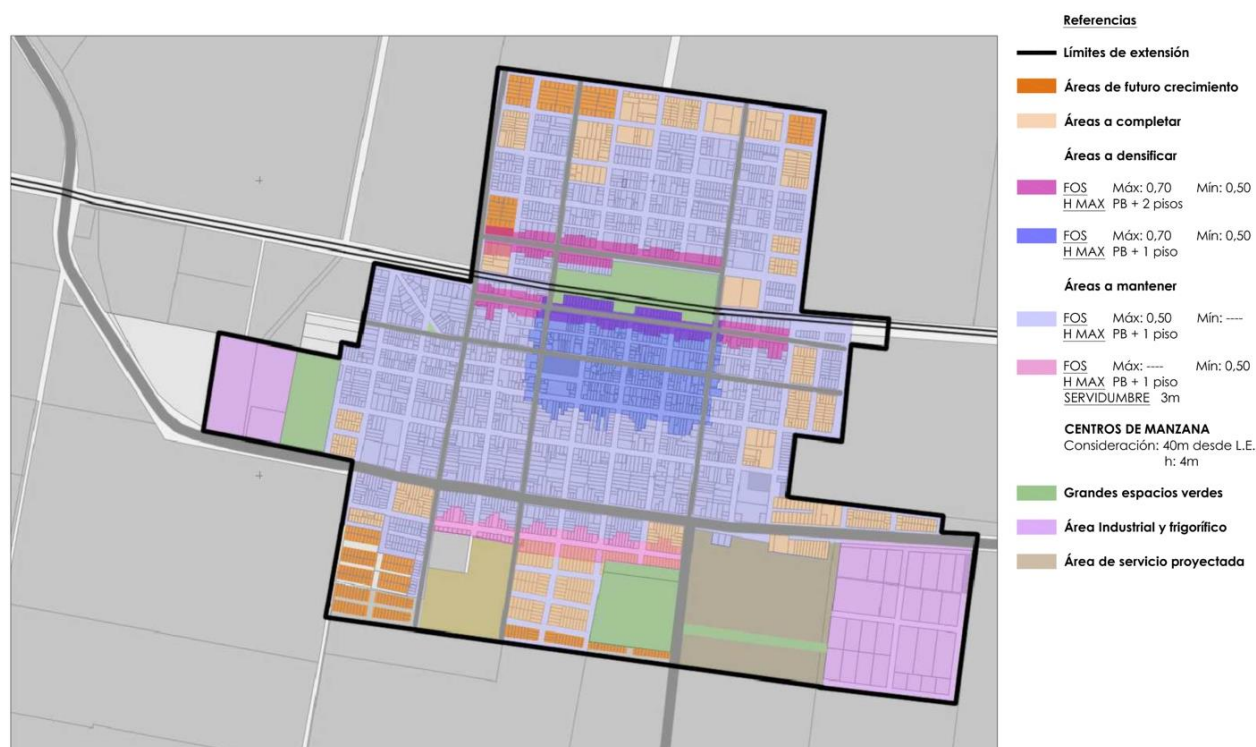 Referencias
Límites de extensión
Áreas de futuro crecimiento
Áreas a completar
Áreas a densificar
FOS Máx: 0,70 Mín: 0,50
H MAX PB + 2 pisos
FOS Máx: 0,70 Mín: 0,50
H MAX PB + 1 piso
Áreas a mantener
FOS Máx: 0,50 Mín: ----
H MAX PB + 1 piso
FOS Máx: ---- Mín: 0,50
H MAX PB + 1 piso
SERVIDUMBRE 3m
CENTROS DE MANZANA
Consideración: 40m desde L.E.
h: 4m
Grandes espacios verdes
Área Industrial y frigorífico
Área de servicio proyectada